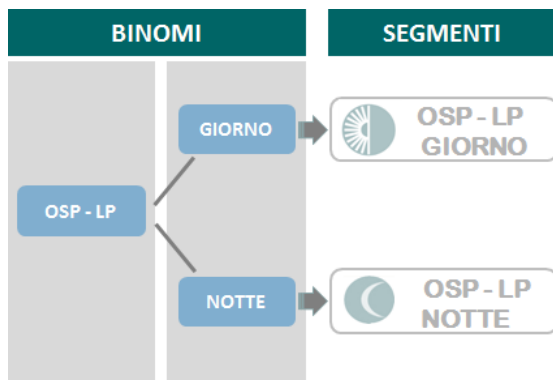 BINOMI
SEGMENTI
GIORNO
OSP - LP
GIORNO
OSP - LP
NOTTE
OSP - LP
NOTTE